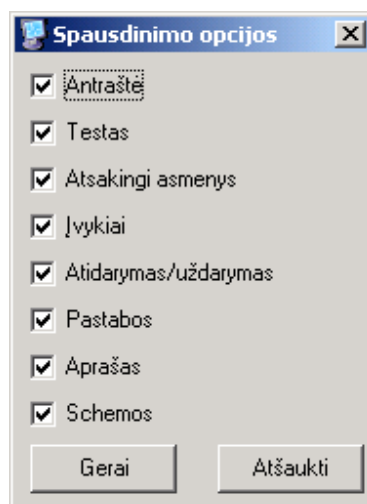 Spausdinimo opcijos
Antraštė
Testas
Atsakingi asmenys
Įvykiai
Atidarymas/uždarymas
Pastabos
Aprašas
Schemos
Gerai Atšaukti